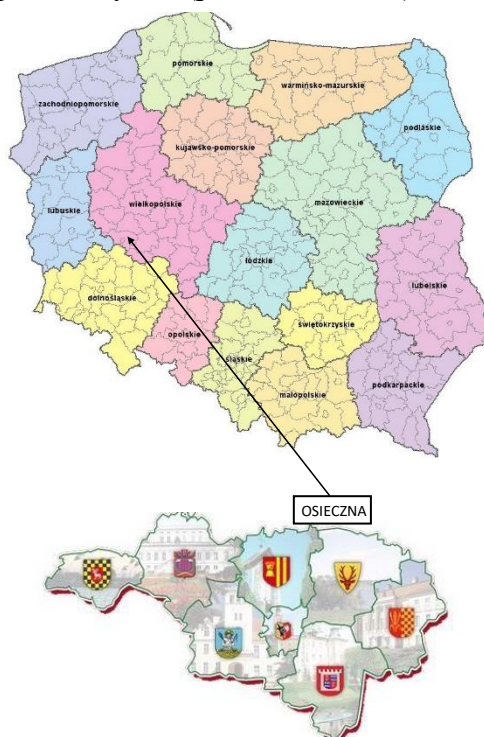 pomorskie
warmińsko-mazurskie
zachodniopomorskie
podlaskie
kujawsko-pomorskie
lubuskie
wielkopolskie
mazowieckie
łódzkie
lubelskie
dolnośląskie
świętokrzyskie
opolskie
śląskie
podkarpackie
małopolskie
OSIECZNA